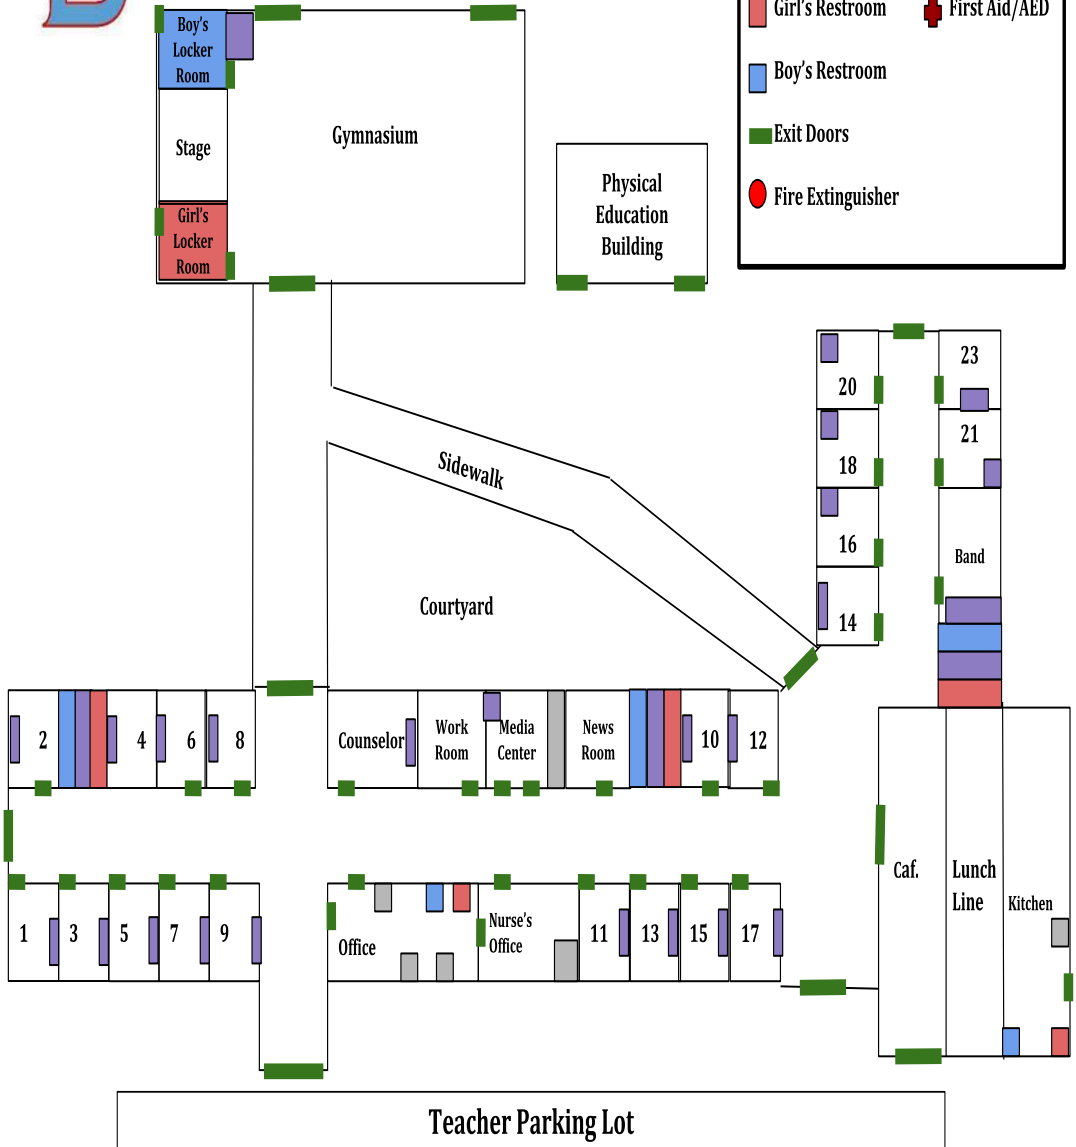 Girl's Restroom
First Aid/AED
Boy's Restroom
Exit Doors
Fire Extinguisher
Boy's
Locker
Room
Stage
Girl's
Locker
Room
Gymnasium
Physical
Education
Building
Sidewalk
Courtyard
20
18
16
14
23
21
Band
2
4
6
8
Counselor
Work
Room
Media
Center
News
Room
10
12
1
3
5
7
9
Office
Nurse's
Office
11
13
15
17
Caf.
Lunch
Line
Kitchen
Teacher Parking Lot